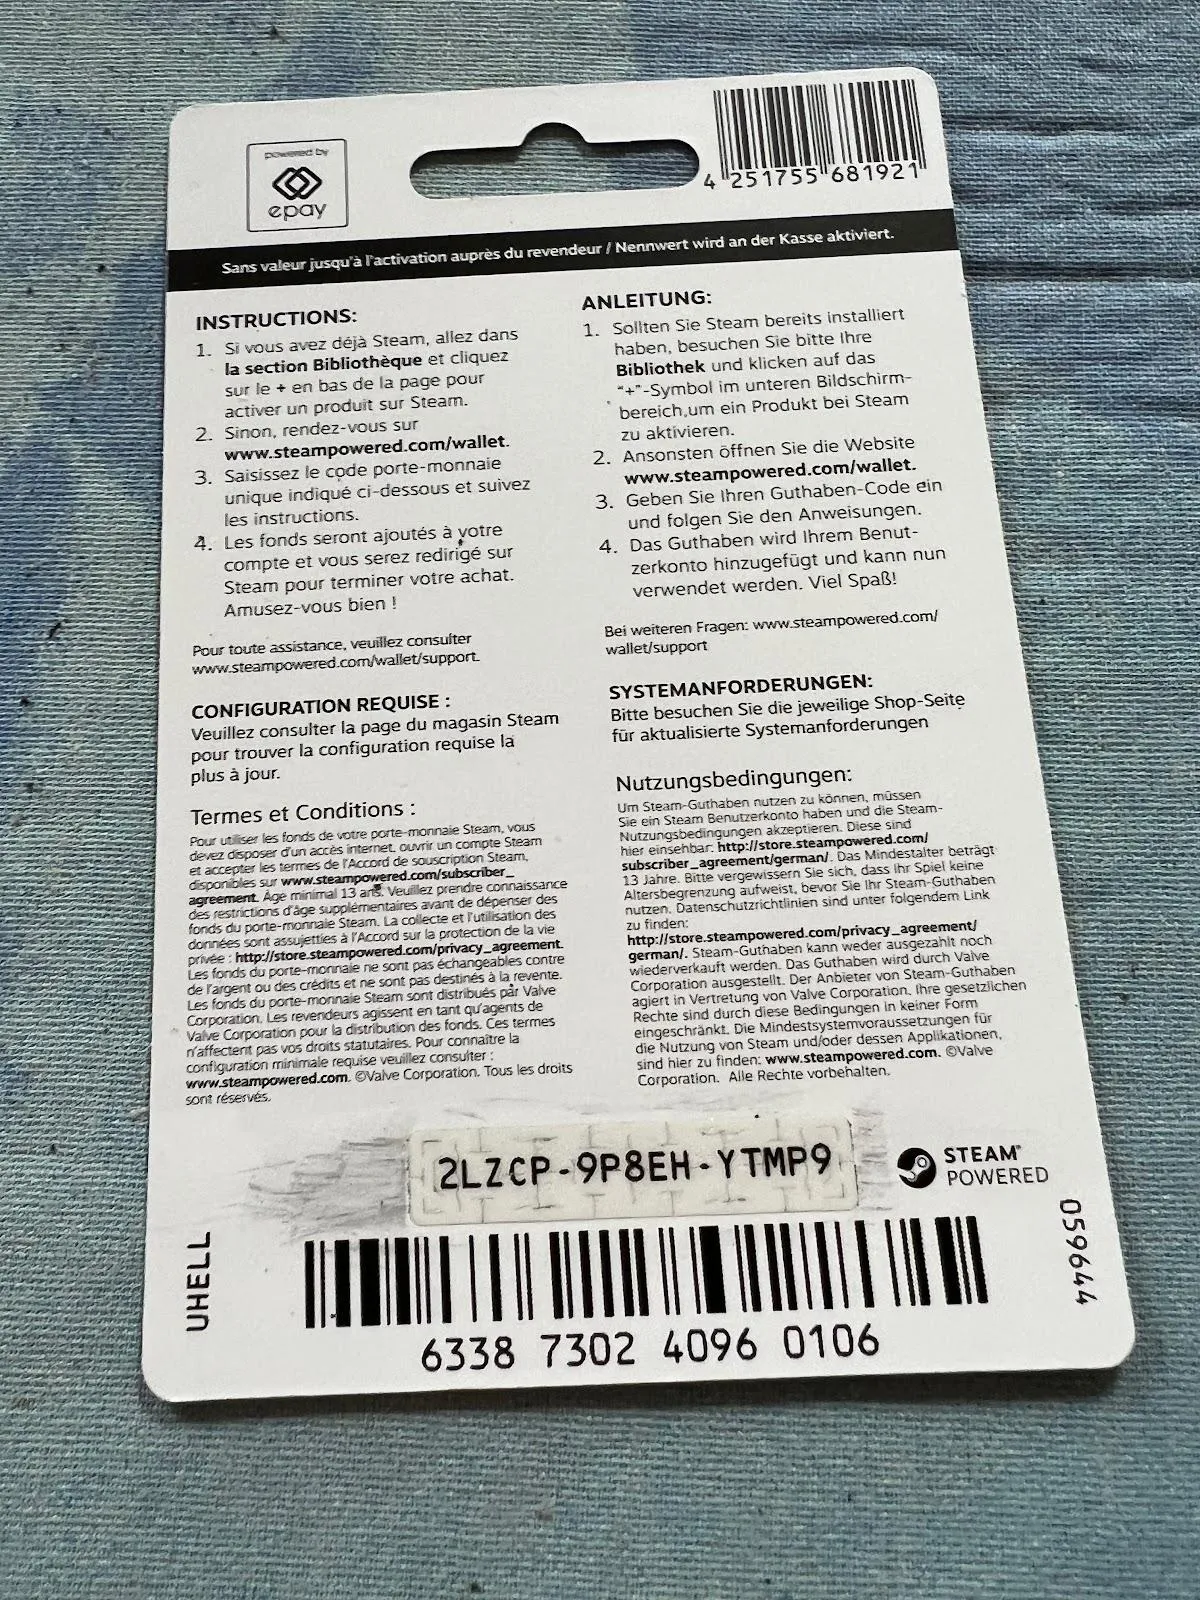 powered by
epay
4 251755 681921
Sans valeur jusqu'à l'activation auprès du revendeur / Nennwert wird an der Kasse aktiviert.
INSTRUCTIONS:
1. Si vous avez déjà Steam, allez dans
la section Bibliothèque et cliquez
sur le + en bas de la page pour
activer un produit sur Steam.
2. Sinon, rendez-vous sur
www.steampowered.com/wallet.
3. Saisissez le code porte-monnaie
unique indiqué ci-dessous et suivez
les instructions.
4. Les fonds seront ajoutés à votre
compte et vous serez redirigé sur
Steam pour terminer votre achat.
Amusez-vous bien !
Pour toute assistance, veuillez consulter
www.steampowered.com/wallet/support.
CONFIGURATION REQUISE :
Veuillez consulter la page du magasin Steam
pour trouver la configuration requise la
plus à jour.
Termes et Conditions :
Pour utiliser les fonds de votre porte-monnaie Steam, vous
devez disposer d'un accès internet, ouvrir un compte Steam
et accepter les termes de l'Accord de souscription Steam,
disponibles sur www.steampowered.com/subscriber_
agreement. Âge minimal 13 ans. Veuillez prendre connaissance
des restrictions d'âge supplémentaires avant de dépenser des
fonds du porte-monnaie Steam. La collecte et l'utilisation des
données sont assujetties à l'Accord sur la protection de la vie
privée : http://store.steampowered.com/privacy_agreement.
Les fonds du porte-monnaie ne sont pas échangeables contre
de l'argent ou des crédits et ne sont pas destinés à la revente.
Les fonds du porte-monnaie Steam sont distribués par Valve
Corporation. Les revendeurs agissent en tant qu'agents de
Valve Corporation pour la distribution des fonds. Ces termes
n'affectent pas vos droits statutaires. Pour connaître la
configuration minimale requise veuillez consulter :
www.steampowered.com. ©Valve Corporation. Tous les droits
sont réservés.
ANLEITUNG:
1. Sollten Sie Steam bereits installiert
haben, besuchen Sie bitte Ihre
Bibliothek und klicken auf das
"+"-Symbol im unteren Bildschirm-
bereich,um ein Produkt bei Steam
zu aktivieren.
2. Ansonsten öffnen Sie die Website
www.steampowered.com/wallet.
3. Geben Sie Ihren Guthaben-Code ein
und folgen Sie den Anweisungen.
4. Das Guthaben wird Ihrem Benut-
zerkonto hinzugefügt und kann nun
verwendet werden. Viel Spaß!
Bei weiteren Fragen: www.steampowered.com/
wallet/support
SYSTEMANFORDERUNGEN:
Bitte besuchen Sie die jeweilige Shop-Seite
für aktualisierte Systemanforderungen
Nutzungsbedingungen:
Um Steam-Guthaben nutzen zu können, müssen
Sie ein Steam Benutzerkonto haben und die Steam-
Nutzungsbedingungen akzeptieren. Diese sind
hier einsehbar: http://store.steampowered.com/
subscriber_agreement/german/. Das Mindestalter beträgt
13 Jahre. Bitte vergewissern Sie sich, dass Ihr Spiel keine
Altersbegrenzung aufweist, bevor Sie Ihr Steam-Guthaben
nutzen. Datenschutzrichtlinien sind unter folgendem Link
zu finden:
http://store.steampowered.com/privacy_agreement/
german/. Steam-Guthaben kann weder ausgezahlt noch
wiederverkauft werden. Das Guthaben wird durch Valve
Corporation ausgestellt. Der Anbieter von Steam-Guthaben
agiert in Vertretung von Valve Corporation. Ihre gesetzlichen
Rechte sind durch diese Bedingungen in keiner Form
eingeschränkt. Die Mindestsystemvoraussetzungen für
die Nutzung von Steam und/oder dessen Applikationen,
sind hier zu finden: www.steampowered.com. ©Valve
Corporation. Alle Rechte vorbehalten.
2LZCP-9P8EH-YTMP9
STEAM®
POWERED
UHELL
059644
6338 7302 4096 0106